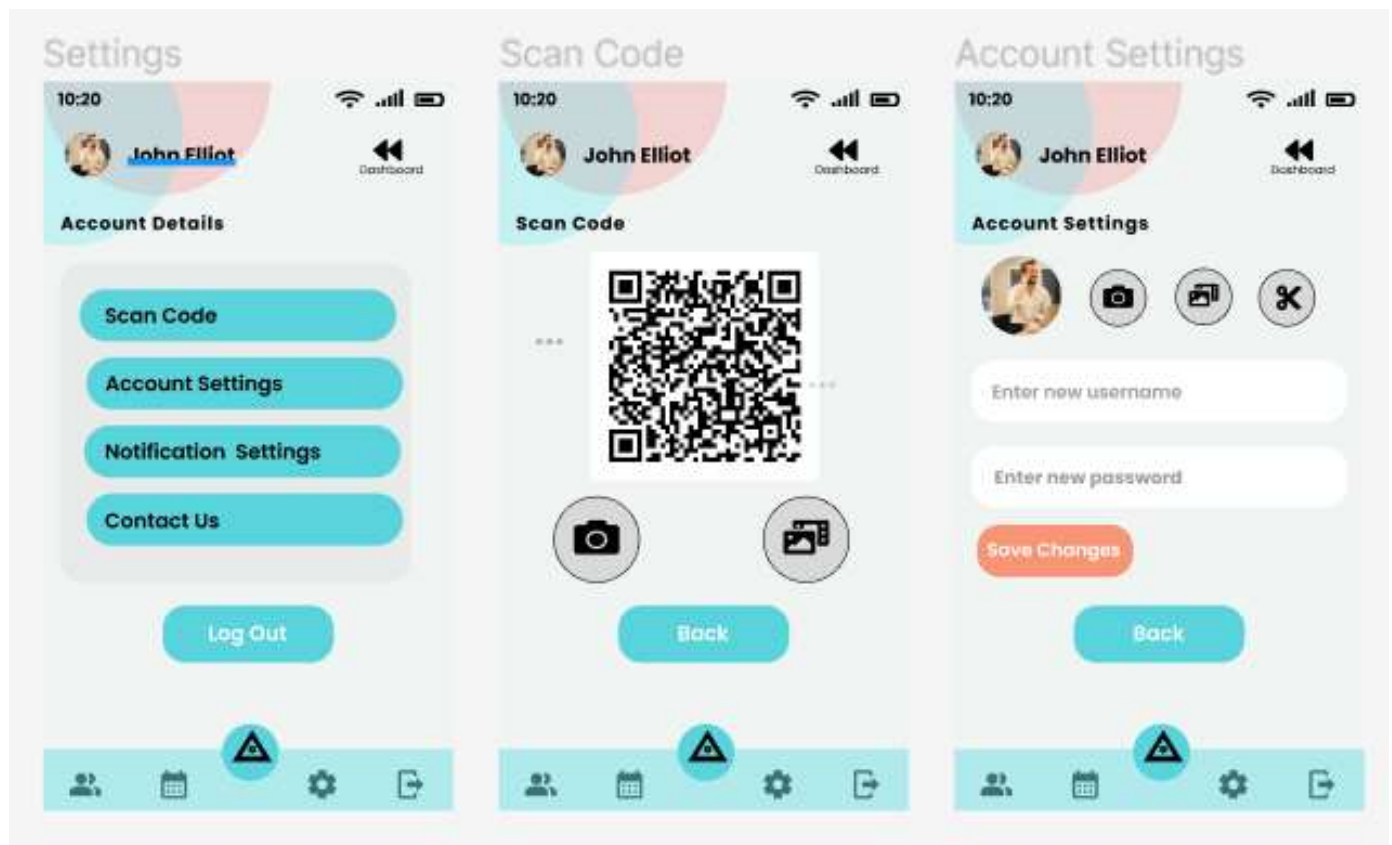 Settings
10:20
John Elliot
Dashboard
Account Details
Scan Code
Account Settings
Notification Settings
Contact Us
Log Out
Scan Code
10:20
John Elliot
Dashboard
Scan Code
Back
Account Settings
10:20
John Elliot
Dashboard
Account Settings
Enter new username
Enter new password
Save Changes
Back